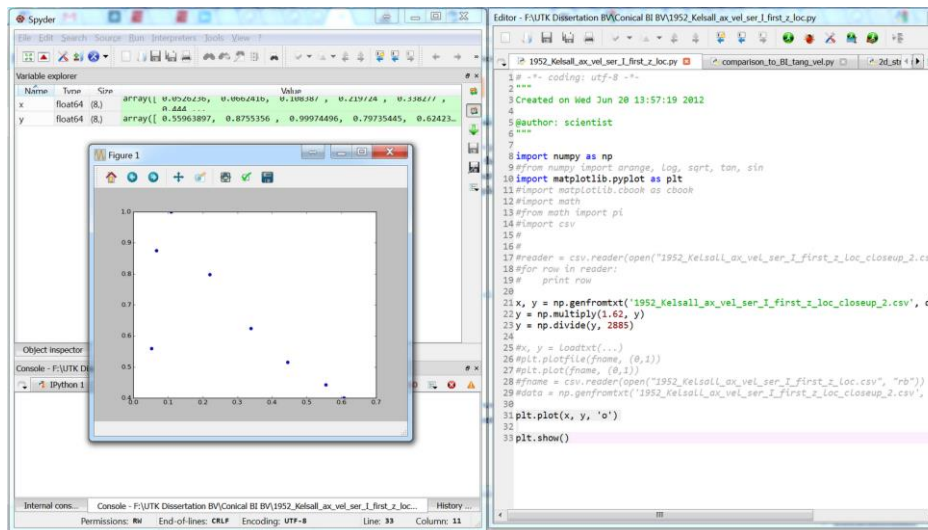 Spyder
File Edit Search Source Run Interpreters Tools View ?
Variable explorer
Name Type Size Value
x float64 (8,) array([ 0.0526236, 0.0662416, 0.108387 , 0.219724 , 0.338277 ,
0.444 ...
y float64 (8,) array([ 0.55963897, 0.8755356 , 0.99974496, 0.79735445, 0.62423...
Figure 1
1.0
0.9
0.8
0.7
0.6
0.5
0.4
0.0 0.1 0.2 0.3 0.4 0.5 0.6 0.7
Object inspector
Console - F:\UTK Di
IPython 1
Internal cons... Console - F:\UTK Dissertation BV\Conical BI BV\1952_Kelsall_ax_vel_ser_I_first_z_loc... History ...
Permissions: RW End-of-lines: CRLF Encoding: UTF-8 Line: 33 Column: 11
Editor - F:\UTK Dissertation BV\Conical BI BV\1952_Kelsall_ax_vel_ser_I_first_z_loc.py
1952_Kelsall_ax_vel_ser_I_first_z_loc.py comparison_to_BI_tang_vel.py 2d_str
1 # -*- coding: utf-8 -*-
2 """
3 Created on Wed Jun 20 13:57:19 2012
4
5 @author: scientist
6 """
7
8 import numpy as np
9 #from numpy import arange, log, sqrt, tan, sin
10 import matplotlib.pyplot as plt
11 #import matplotlib.cbook as cbook
12 #import math
13 #from math import pi
14 #import csv
15 #
16 #
17 #reader = csv.reader(open("1952_Kelsall_ax_vel_ser_I_first_z_loc_closeup_2.cs
18 #for row in reader:
19 #    print row
20
21 x, y = np.genfromtxt('1952_Kelsall_ax_vel_ser_I_first_z_loc_closeup_2.csv', d
22 y = np.multiply(1.62, y)
23 y = np.divide(y, 2885)
24
25 #x, y = loadtxt(...)
26 #plt.plotfile(fname, (0,1))
27 #plt.plot(fname, (0,1))
28 #fname = csv.reader(open("1952_Kelsall_ax_vel_ser_I_first_z_loc.csv", "rb"))
29 #data = np.genfromtxt('1952_Kelsall_ax_vel_ser_I_first_z_loc_closeup_2.csv',
30
31 plt.plot(x, y, 'o')
32
33 plt.show()